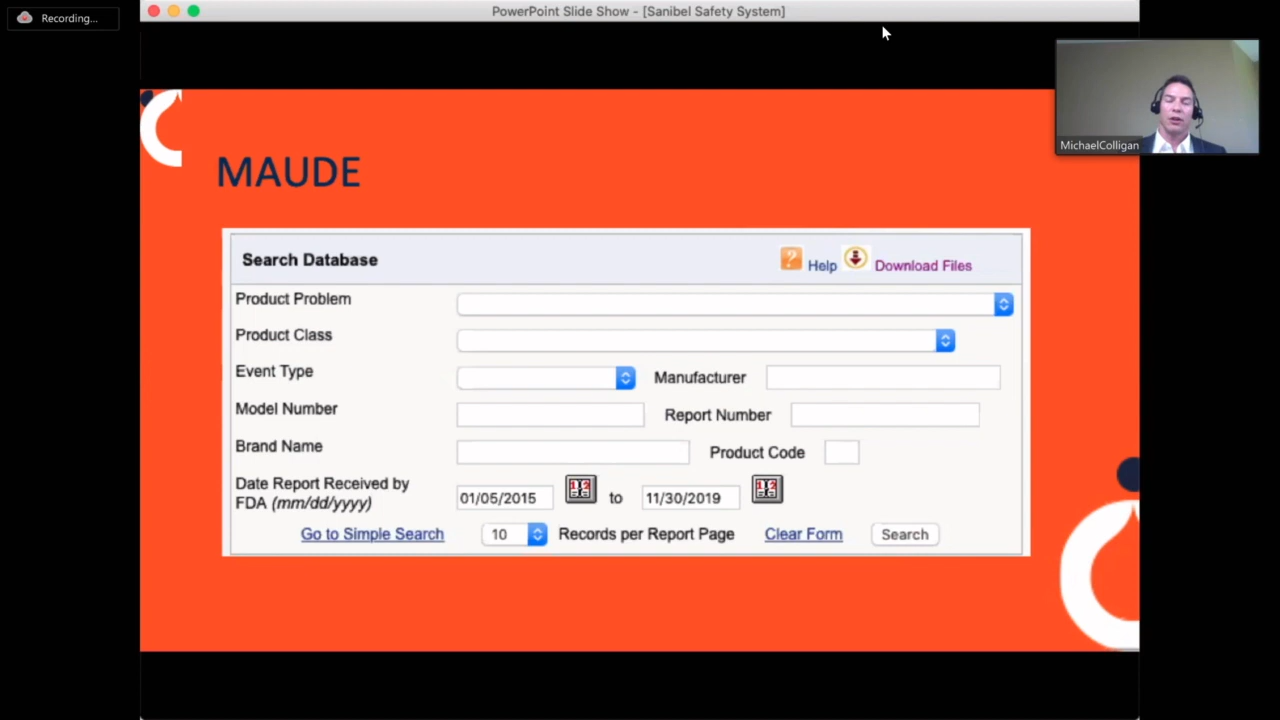 Recording...
PowerPoint Slide Show - [Sanibel Safety System]
MichaelColligan
MAUDE
Search Database
? Help Download Files
Product Problem
Product Class
Event Type Manufacturer
Model Number Report Number
Brand Name Product Code
Date Report Received by
FDA (mm/dd/yyyy) 01/05/2015 to 11/30/2019
Go to Simple Search 10 Records per Report Page Clear Form Search